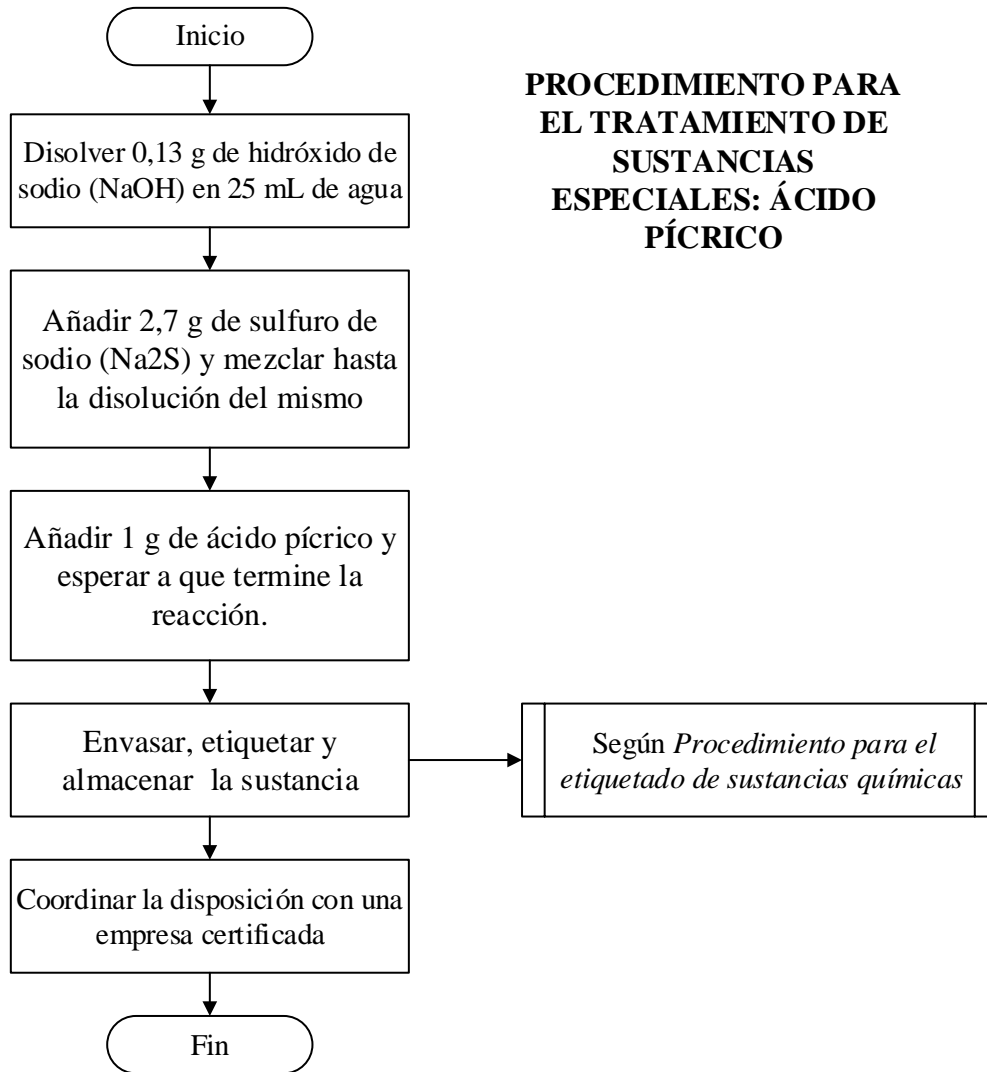 Inicio
PROCEDIMIENTO PARA
EL TRATAMIENTO DE
SUSTANCIAS
ESPECIALES: ÁCIDO
PÍCRICO
Disolver 0,13 g de hidróxido de
sodio (NaOH) en 25 mL de agua
Añadir 2,7 g de sulfuro de
sodio (Na2S) y mezclar hasta
la disolución del mismo
Añadir 1 g de ácido pícrico y
esperar a que termine la
reacción.
Envasar, etiquetar y
almacenar  la sustancia
Según Procedimiento para el
etiquetado de sustancias químicas
Coordinar la disposición con una
empresa certificada
Fin